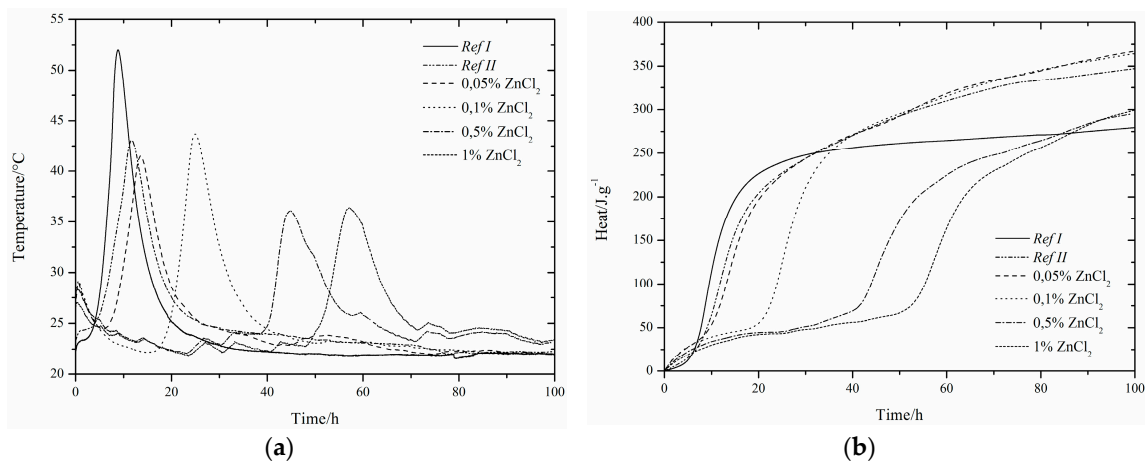 55
50
45
40
35
30
25
20
Temperature/°C
0 20 40 60 80 100
Time/h
Ref I
Ref II
0,05% ZnCl₂
0,1% ZnCl₂
0,5% ZnCl₂
1% ZnCl₂
(a)
400
350
300
250
200
150
100
50
0
Heat/J.g⁻¹
0 20 40 60 80 100
Time/h
Ref I
Ref II
0,05% ZnCl₂
0,1% ZnCl₂
0,5% ZnCl₂
1% ZnCl₂
(b)